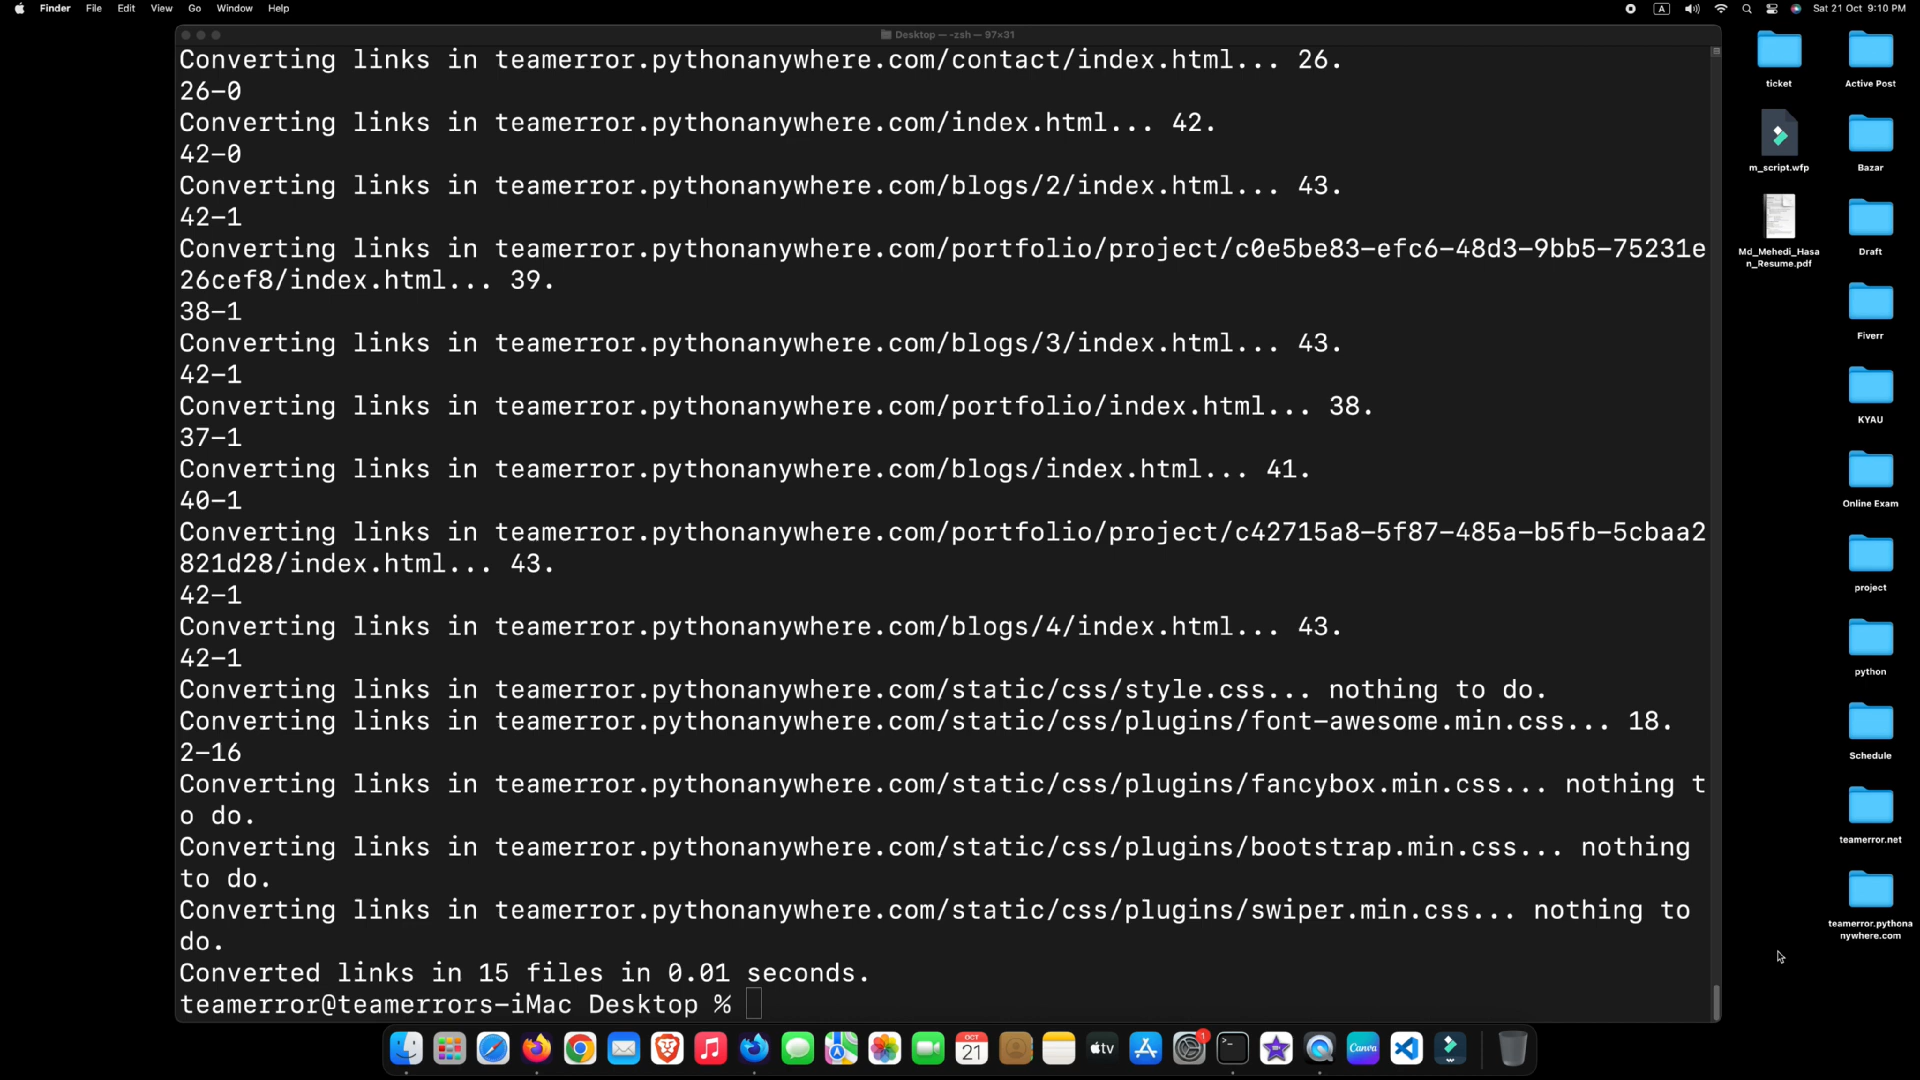 Finder File Edit View Go Window Help
A
Sat 21 Oct 9:10 PM
Desktop — -zsh — 97×31
Converting links in teamerror.pythonanywhere.com/contact/index.html... 26.
26-0
Converting links in teamerror.pythonanywhere.com/index.html... 42.
42-0
Converting links in teamerror.pythonanywhere.com/blogs/2/index.html... 43.
42-1
Converting links in teamerror.pythonanywhere.com/portfolio/project/c0e5be83-efc6-48d3-9bb5-75231e
26cef8/index.html... 39.
38-1
Converting links in teamerror.pythonanywhere.com/blogs/3/index.html... 43.
42-1
Converting links in teamerror.pythonanywhere.com/portfolio/index.html... 38.
37-1
Converting links in teamerror.pythonanywhere.com/blogs/index.html... 41.
40-1
Converting links in teamerror.pythonanywhere.com/portfolio/project/c42715a8-5f87-485a-b5fb-5cbaa2
821d28/index.html... 43.
42-1
Converting links in teamerror.pythonanywhere.com/blogs/4/index.html... 43.
42-1
Converting links in teamerror.pythonanywhere.com/static/css/style.css... nothing to do.
Converting links in teamerror.pythonanywhere.com/static/css/plugins/font-awesome.min.css... 18.
2-16
Converting links in teamerror.pythonanywhere.com/static/css/plugins/fancybox.min.css... nothing t
o do.
Converting links in teamerror.pythonanywhere.com/static/css/plugins/bootstrap.min.css... nothing
to do.
Converting links in teamerror.pythonanywhere.com/static/css/plugins/swiper.min.css... nothing to
do.
Converted links in 15 files in 0.01 seconds.
teamerror@teamerrors-iMac Desktop %
ticket
m_script.wfp
Md_Mehedi_Hasa
n_Resume.pdf
Active Post
Bazar
Draft
Fiverr
KYAU
Online Exam
project
python
Schedule
teamerror.net
teamerror.pythona
nywhere.com
OCT
21
tv
1
>_
Canva